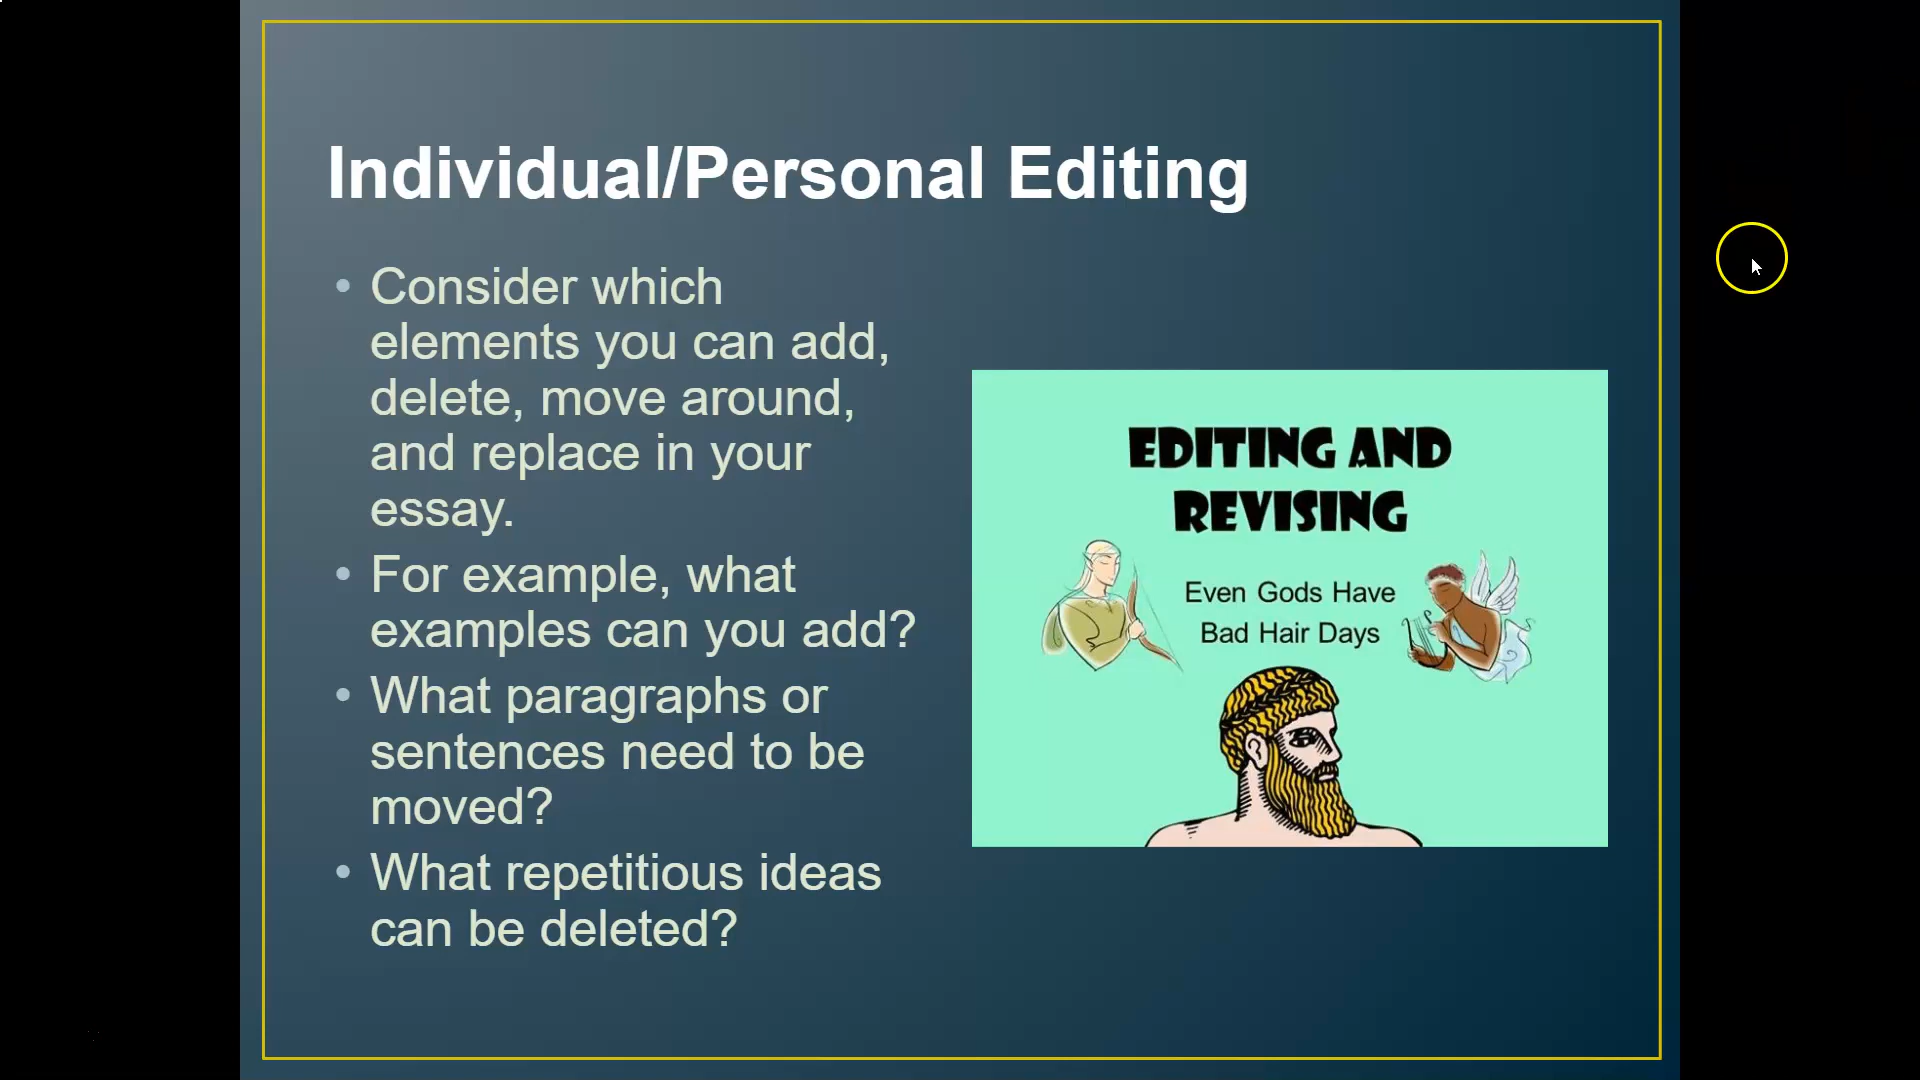 Individual/Personal Editing
• Consider which
elements you can add,
delete, move around,
and replace in your
essay.
• For example, what
examples can you add?
• What paragraphs or
sentences need to be
moved?
• What repetitious ideas
can be deleted?
EDITING AND
REVISING
Even Gods Have
Bad Hair Days